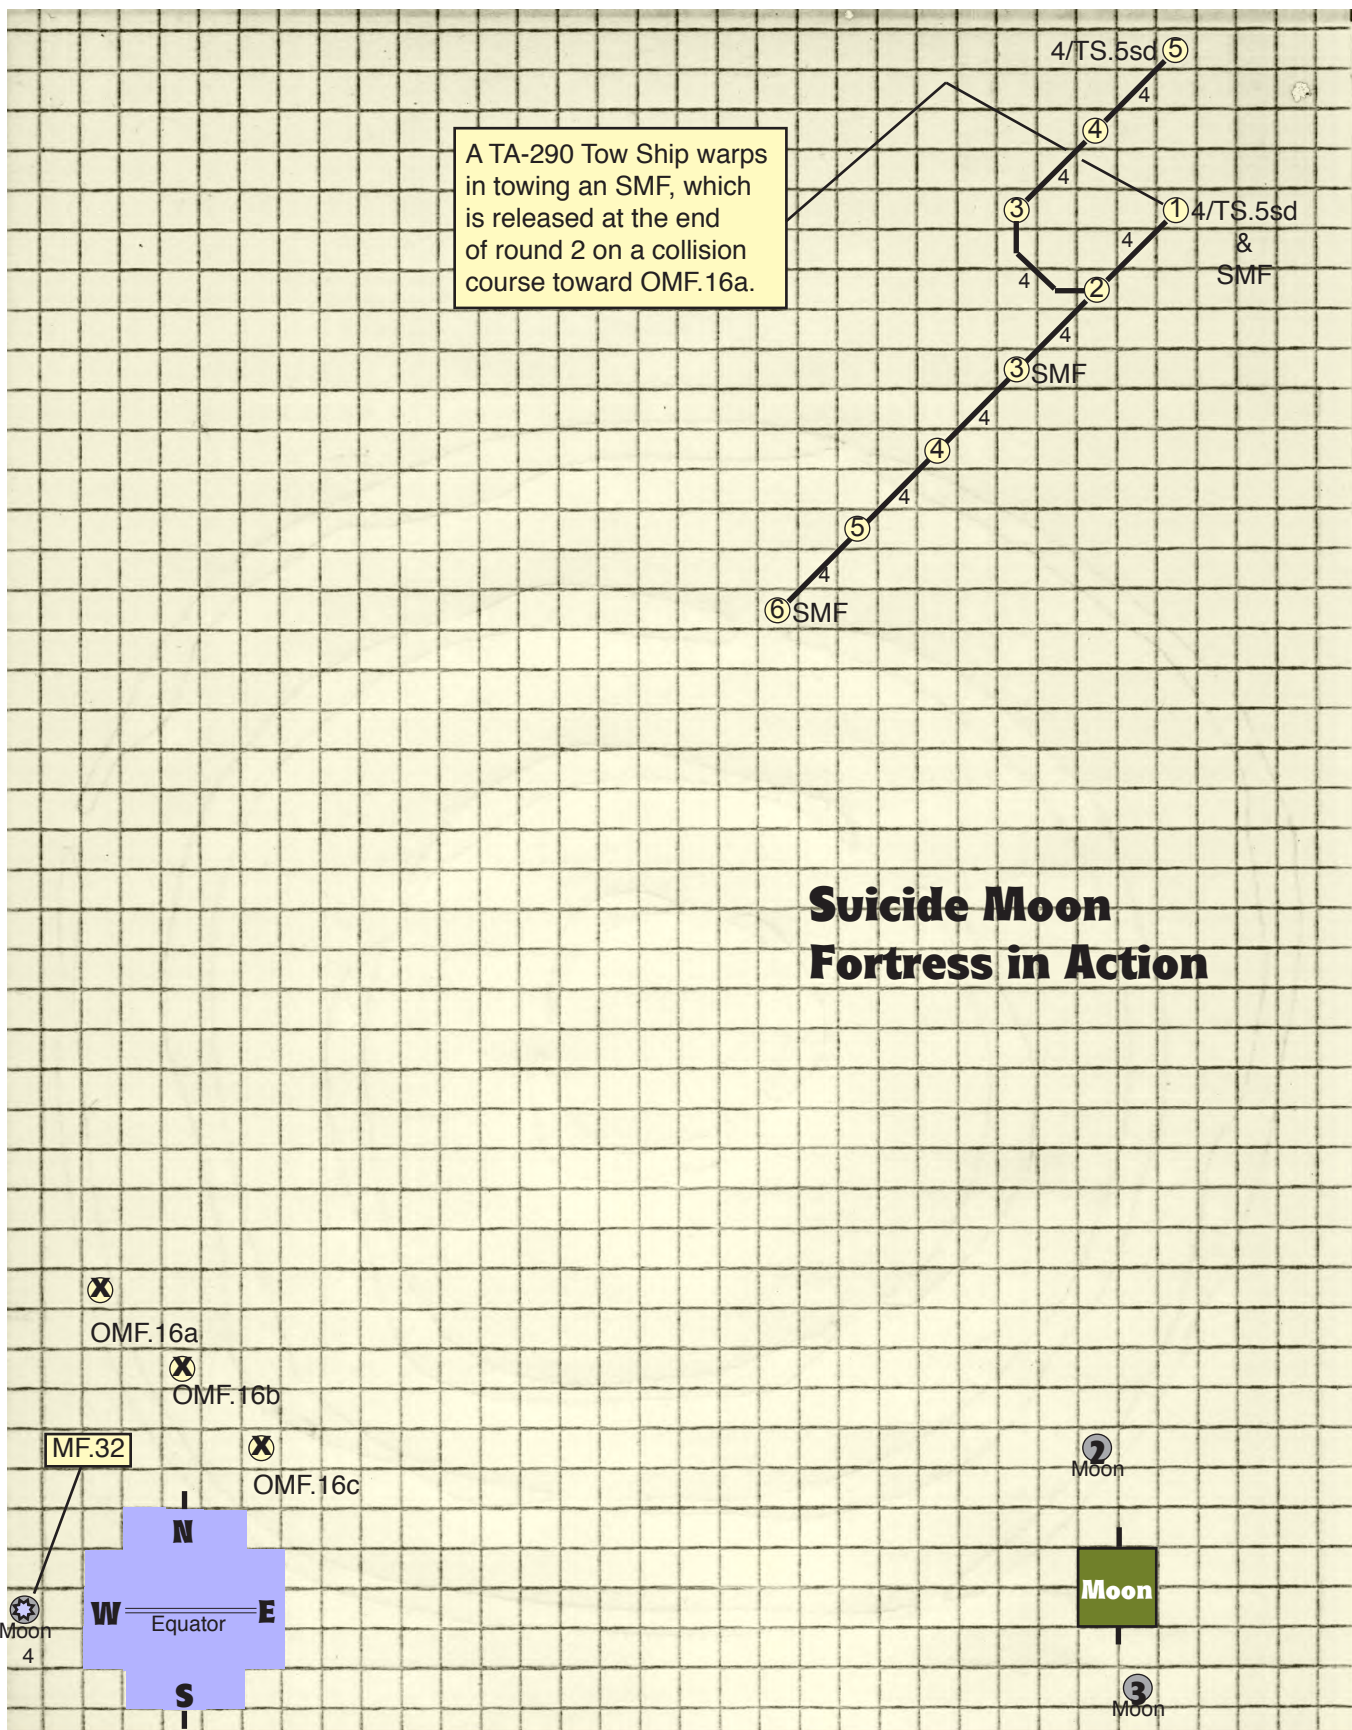 4/TS.5sd 5
4
4
A TA-290 Tow Ship warps
in towing an SMF, which
is released at the end
of round 2 on a collision
course toward OMF.16a.
4
3
1 4/TS.5sd
&
SMF
4
4
2
4
3 SMF
4
4
4
5
4
6 SMF
Suicide Moon
Fortress in Action
X
OMF.16a
X
OMF.16b
MF.32
X
OMF.16c
2
Moon
N
Moon
W
Equator
E
Moon
4
S
3
Moon